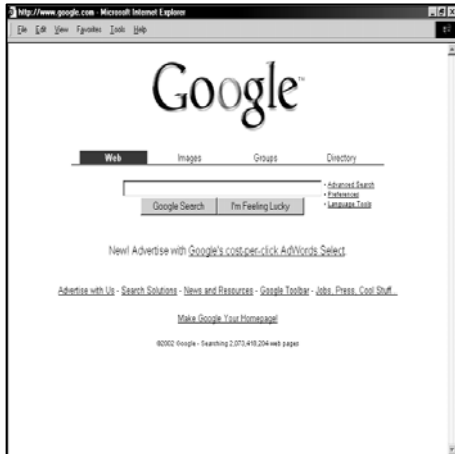 http://www.google.com - Microsoft Internet Explorer
File Edit View Favorites Tools Help
Google™
Web Images Groups Directory
· Advanced Search
· Preferences
· Language Tools
Google Search I'm Feeling Lucky
New! Advertise with Google's cost-per-click AdWords Select.
Advertise with Us - Search Solutions - News and Resources - Google Toolbar - Jobs, Press, Cool Stuff...
Make Google Your Homepage!
©2002 Google - Searching 2,073,418,204 web pages